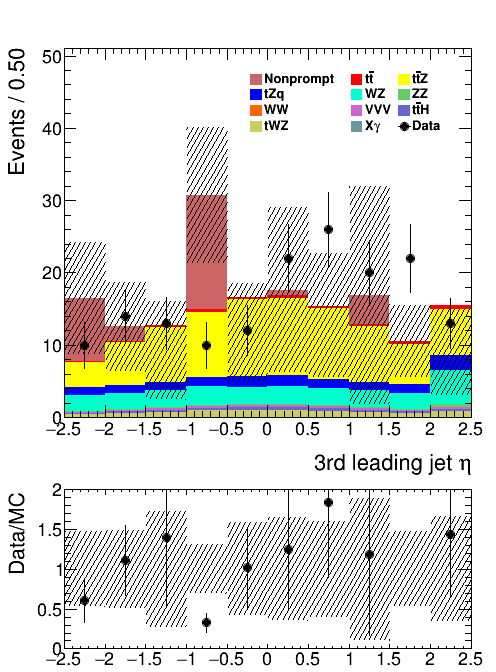 Events / 0.50
50
40
30
20
10
0
Nonprompt tt̄ tt̄Z
tZq WZ ZZ
WW VVV tt̄H
tWZ Xγ Data
−2.5 −2 −1.5 −1 −0.5 0 0.5 1 1.5 2 2.5
3rd leading jet η
Data/MC
2
1.5
1
0.5
0
−2.5 −2 −1.5 −1 −0.5 0 0.5 1 1.5 2 2.5